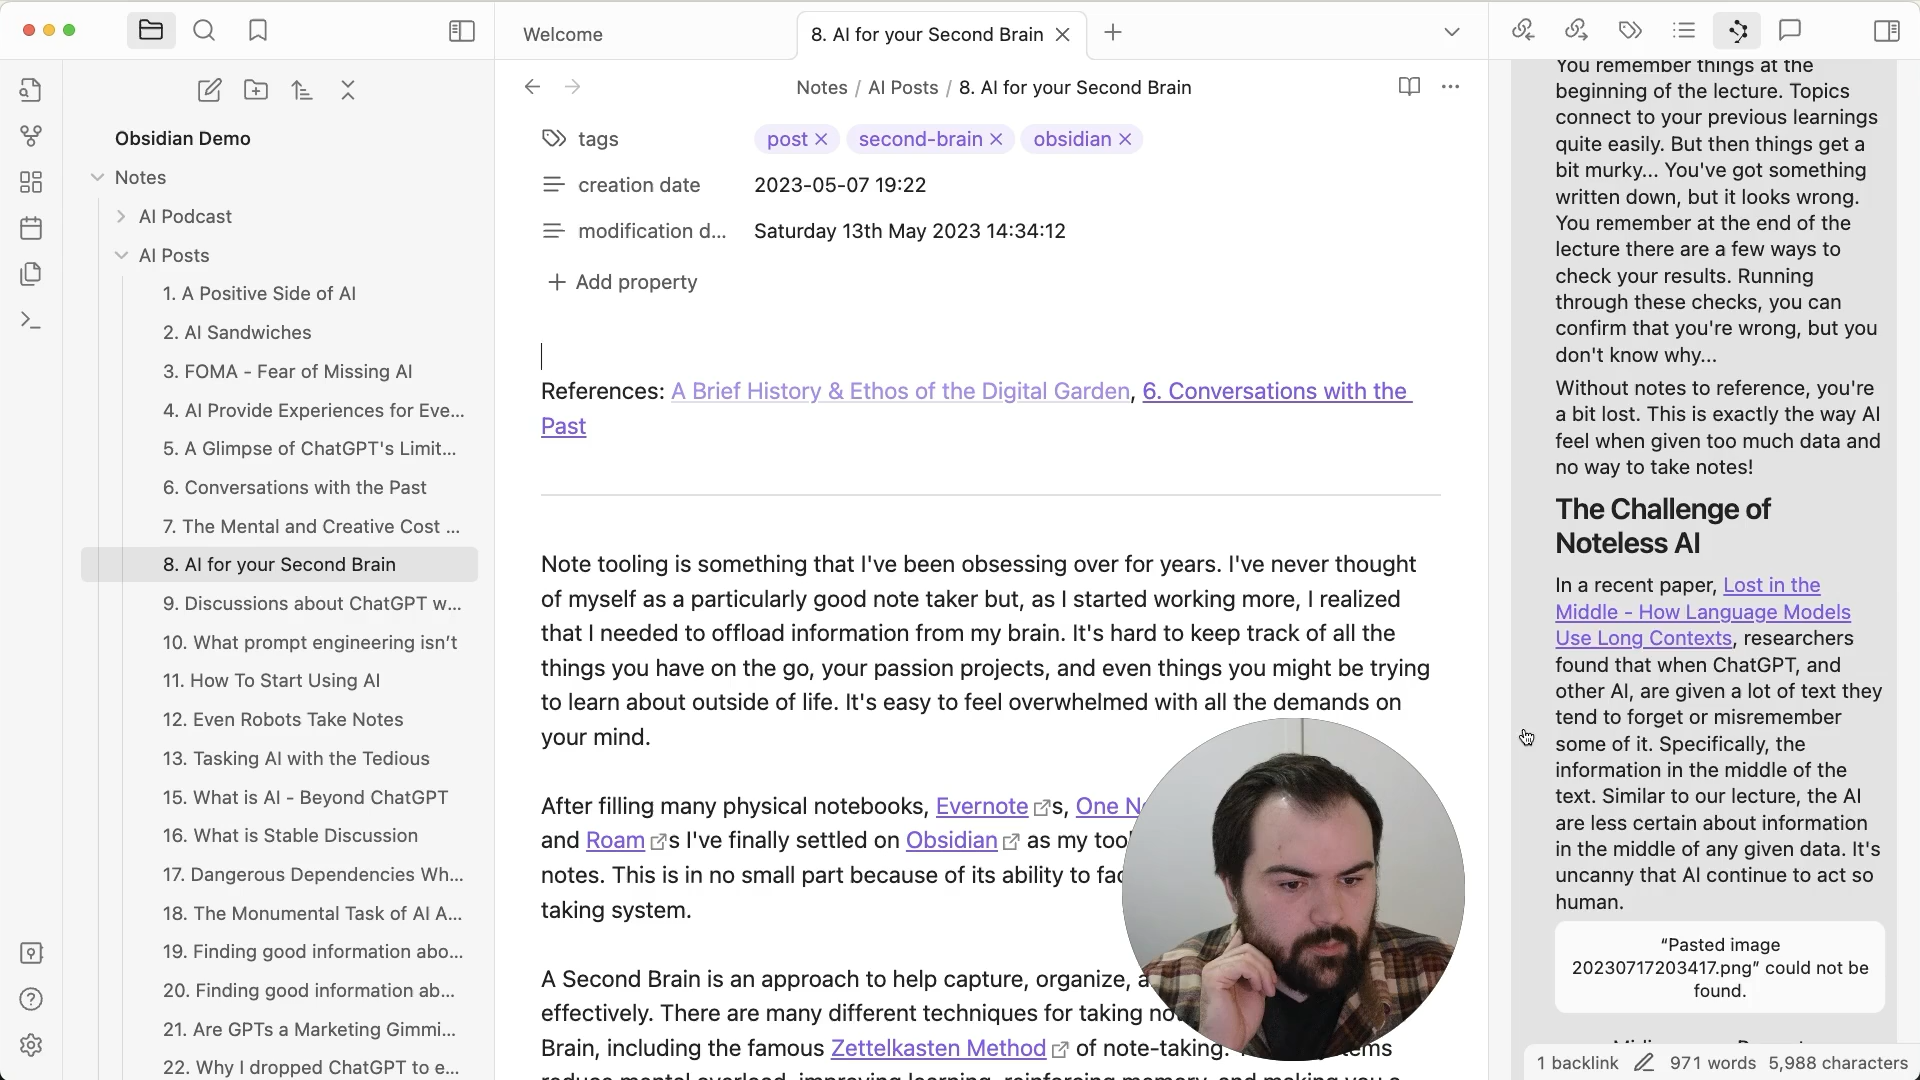 Welcome
8. AI for your Second Brain
Notes / AI Posts / 8. AI for your Second Brain
Obsidian Demo
Notes
AI Podcast
AI Posts
1. A Positive Side of AI
2. AI Sandwiches
3. FOMA - Fear of Missing AI
4. AI Provide Experiences for Eve...
5. A Glimpse of ChatGPT's Limit...
6. Conversations with the Past
7. The Mental and Creative Cost ...
8. AI for your Second Brain
9. Discussions about ChatGPT w...
10. What prompt engineering isn't
11. How To Start Using AI
12. Even Robots Take Notes
13. Tasking AI with the Tedious
15. What is AI - Beyond ChatGPT
16. What is Stable Discussion
17. Dangerous Dependencies Wh...
18. The Monumental Task of AI A...
19. Finding good information abo...
20. Finding good information ab...
21. Are GPTs a Marketing Gimmi...
22. Why I dropped ChatGPT to e...
tags post second-brain obsidian
creation date 2023-05-07 19:22
modification d... Saturday 13th May 2023 14:34:12
Add property
References: A Brief History & Ethos of the Digital Garden, 6. Conversations with the
Past
Note tooling is something that I've been obsessing over for years. I've never thought
of myself as a particularly good note taker but, as I started working more, I realized
that I needed to offload information from my brain. It's hard to keep track of all the
things you have on the go, your passion projects, and even things you might be trying
to learn about outside of life. It's easy to feel overwhelmed with all the demands on
your mind.
After filling many physical notebooks, Evernotes, One
and Roams I've finally settled on Obsidian as my
notes. This is in no small part because of its ability to
taking system.
A Second Brain is an approach to help capture, organize,
effectively. There are many different techniques for taking
Brain, including the famous Zettelkasten Method of note-taking.
reduce mental overload, improving learning, reinforcing memory, and making you a
You remember things at the
beginning of the lecture. Topics
connect to your previous learnings
quite easily. But then things get a
bit murky... You've got something
written down, but it looks wrong.
You remember at the end of the
lecture there are a few ways to
check your results. Running
through these checks, you can
confirm that you're wrong, but you
don't know why...
Without notes to reference, you're
a bit lost. This is exactly the way AI
feel when given too much data and
no way to take notes!
The Challenge of
Noteless AI
In a recent paper, Lost in the
Middle - How Language Models
Use Long Contexts, researchers
found that when ChatGPT, and
other AI, are given a lot of text they
tend to forget or misremember
some of it. Specifically, the
information in the middle of the
text. Similar to our lecture, the AI
are less certain about information
in the middle of any given data. It's
uncanny that AI continue to act so
human.
"Pasted image
20230717203417.png" could not be
found.
1 backlink 971 words 5,988 characters